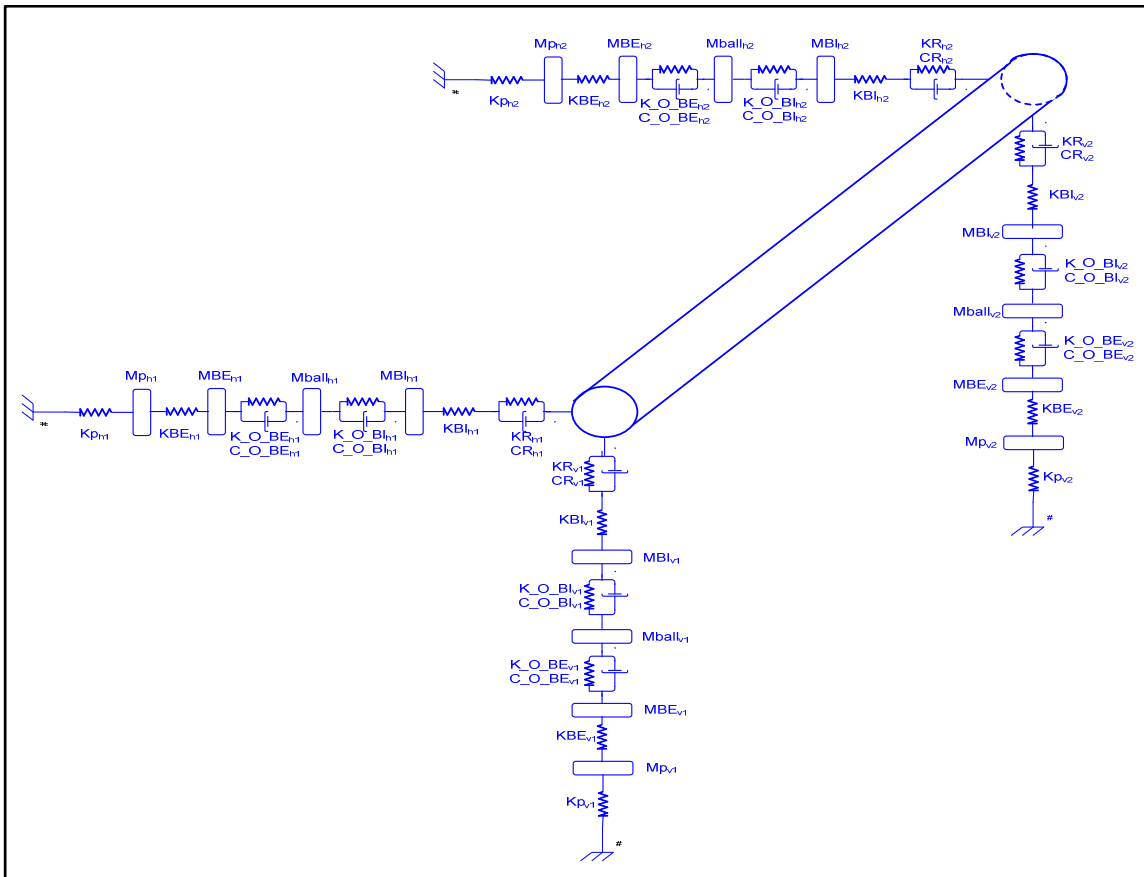 Mph2
MBEh2
Mballh2
MBIh2
KRh2
CRh2
#
Kph2
KBEh2
K_O_BEh2
C_O_BEh2
K_O_BIh2
C_O_BIh2
KBIh2
KRv2
CRv2
KBIv2
MBIv2
K_O_BIv2
C_O_BIv2
Mballv2
K_O_BEv2
C_O_BEv2
MBEv2
KBEv2
Mpv2
Kpv2
#
Mph1
MBEh1
Mballh1
MBIh1
#
Kph1
KBEh1
K_O_BEh1
C_O_BEh1
K_O_BIh1
C_O_BIh1
KBIh1
KRh1
CRh1
KRv1
CRv1
KBIv1
MBIv1
K_O_BIv1
C_O_BIv1
Mballv1
K_O_BEv1
C_O_BEv1
MBEv1
KBEv1
Mpv1
Kpv1
#